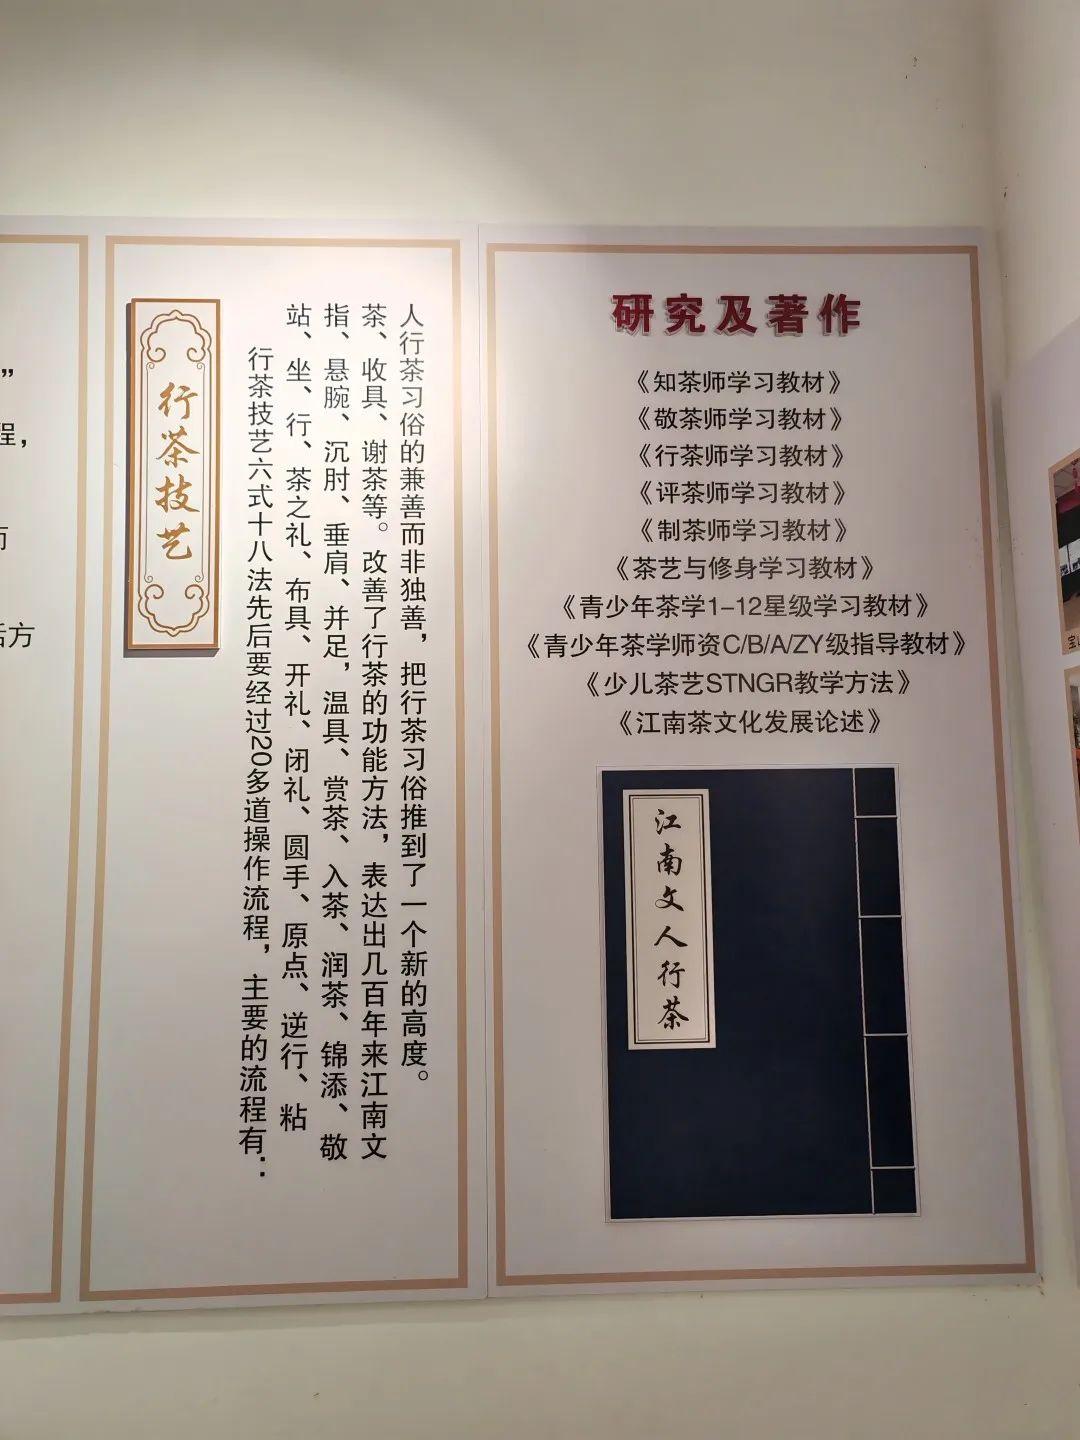 ”
程，
方
行茶技艺
行茶技艺六式十八法先后要经过20多道操作流程，主要的流程有：
站、坐、行、茶之礼、布具、开礼、闭礼、圆手、原点、逆行、粘
指、悬腕、沉肘、垂肩、并足，温具、赏茶、入茶、润茶、锦添、敬
茶、收具、谢茶等。改善了行茶的功能方法，表达出几百年来江南文
人行茶习俗的兼善而非独善，把行茶习俗推到了一个新的高度。
研究及著作
《知茶师学习教材》
《敬茶师学习教材》
《行茶师学习教材》
《评茶师学习教材》
《制茶师学习教材》
《茶艺与修身学习教材》
《青少年茶学1-12星级学习教材》
《青少年茶学师资C/B/A/ZY级指导教材》
《少儿茶艺STNGR教学方法》
《江南茶文化发展论述》
江南文人行茶